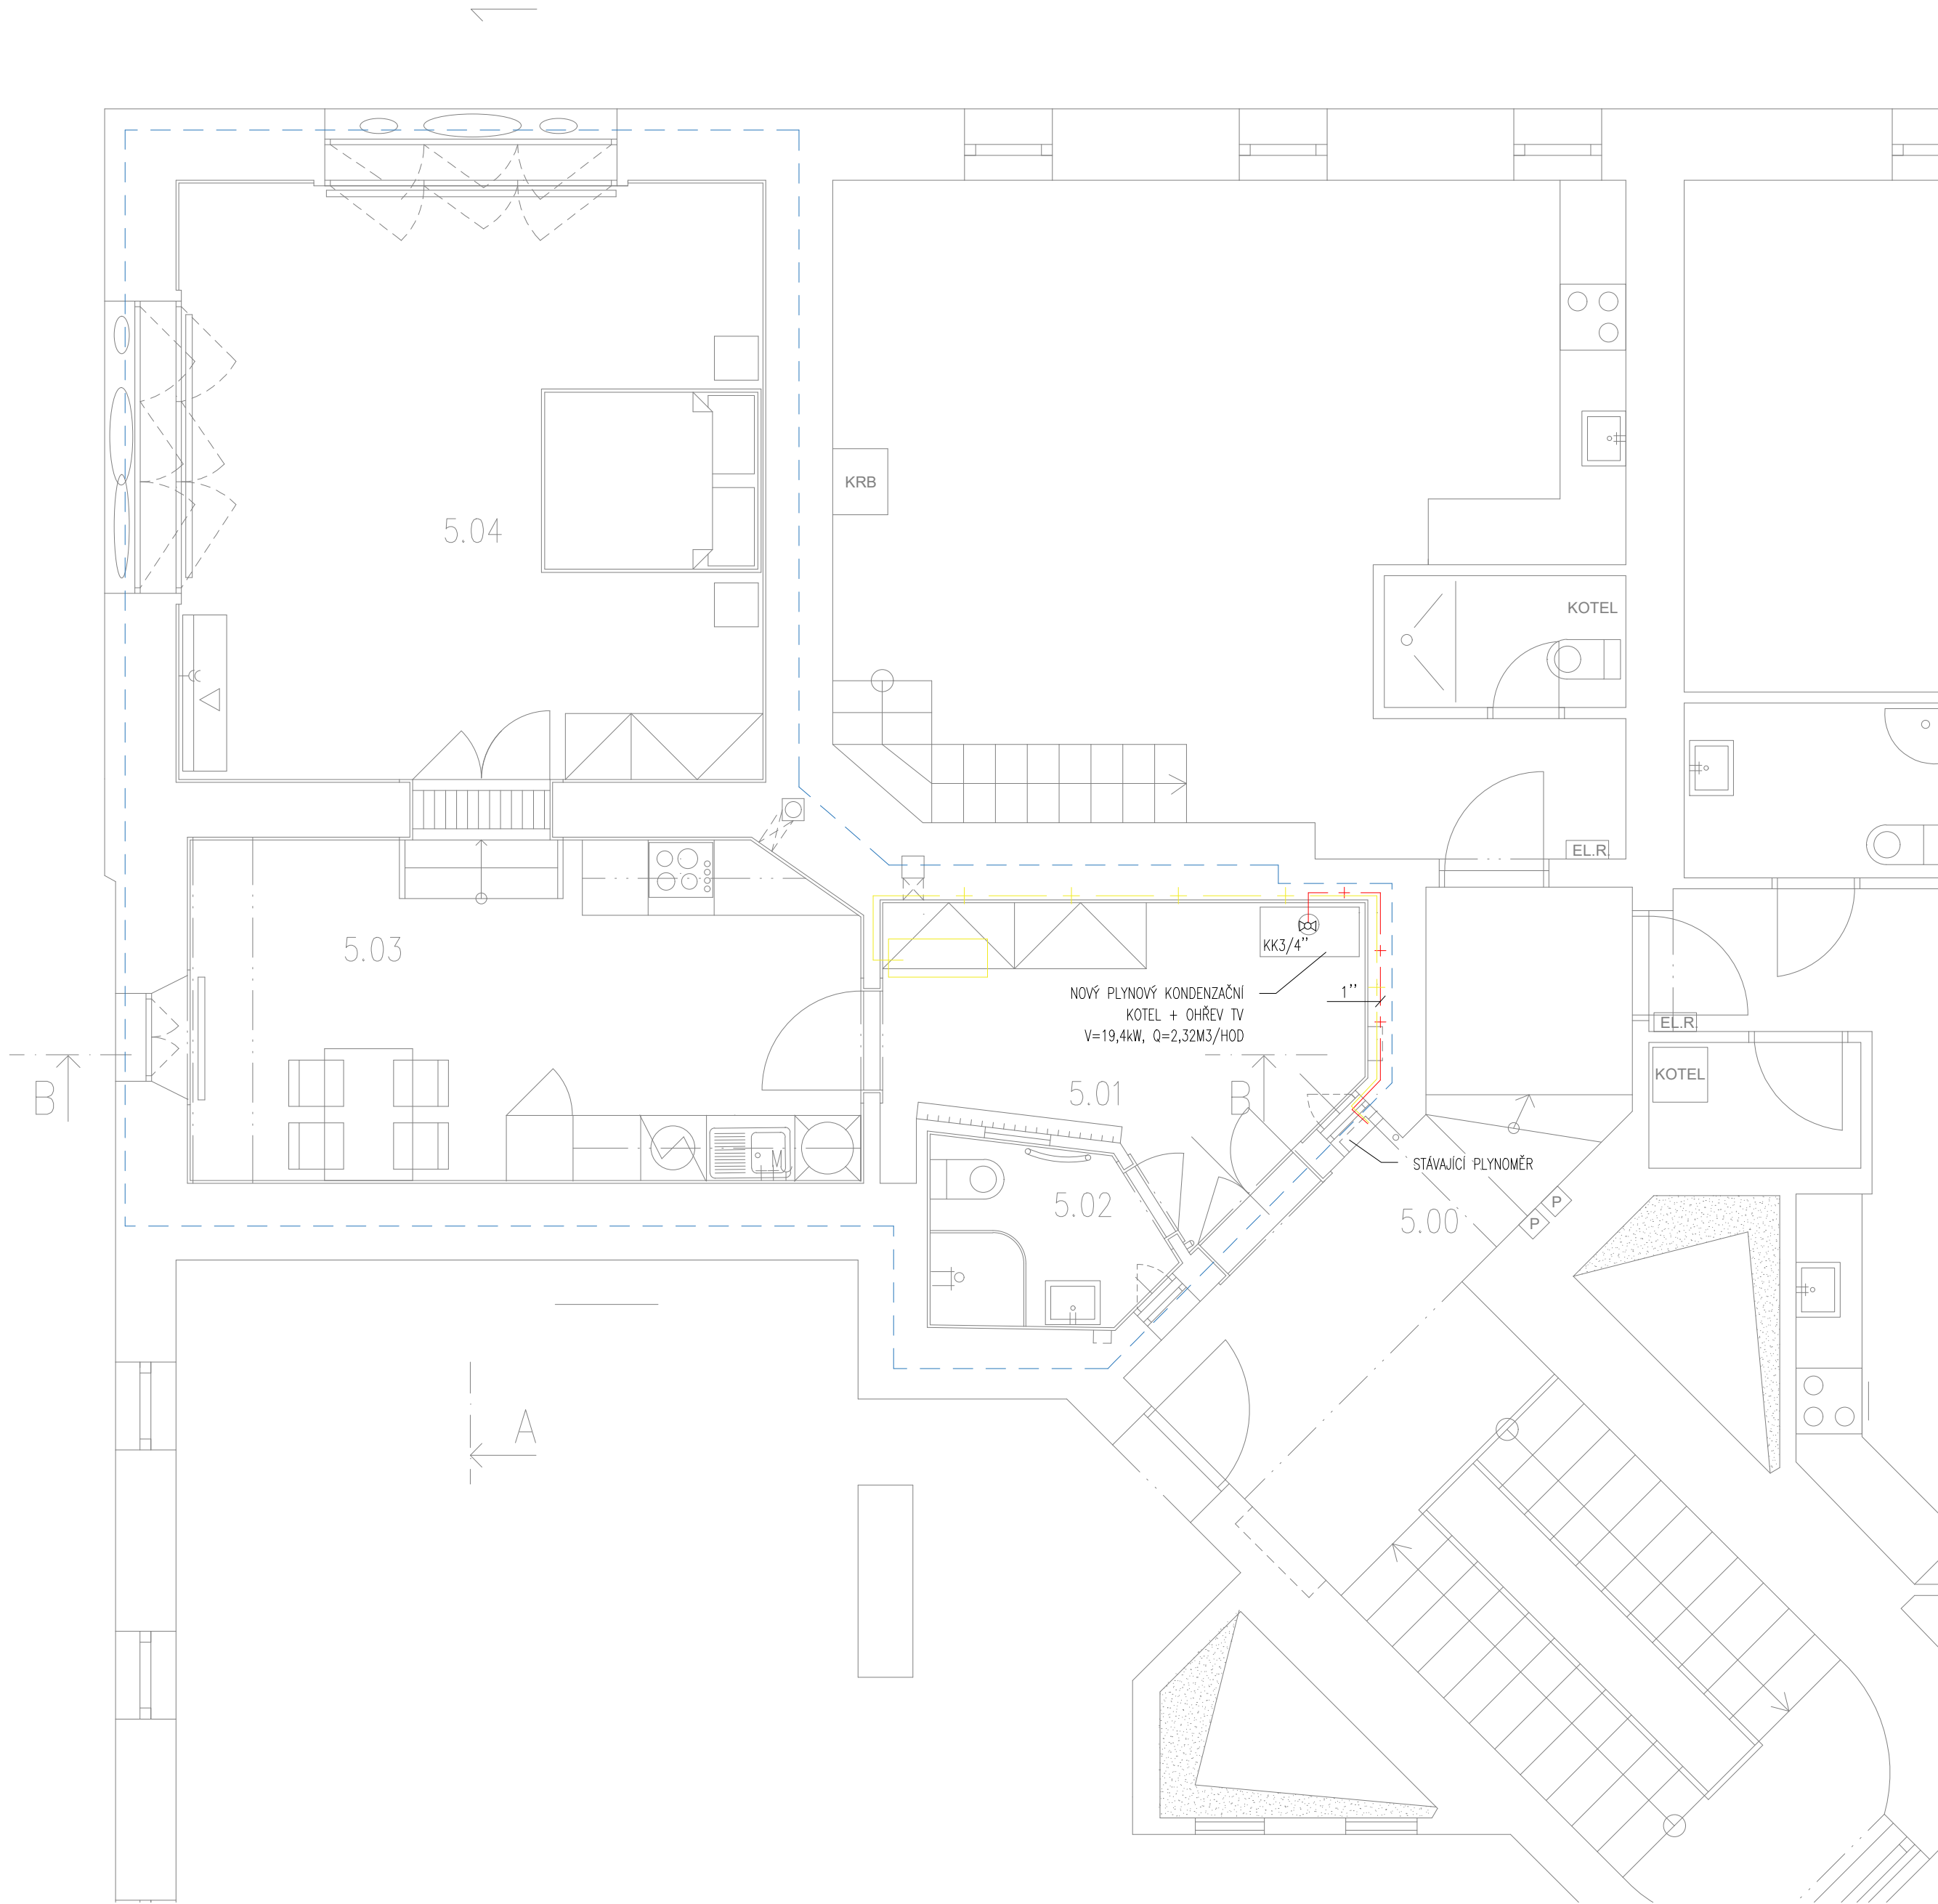 KRB
5.04
KOTEL
EL.R
5.03
KK3/4''
NOVÝ PLYNOVÝ KONDENZAČNÍ
KOTEL + OHŘEV TV
V=19,4kW, Q=2,32M3/HOD
1''
EL.R.
KOTEL
B
5.01
B
STÁVAJÍCÍ PLYNOMĚR
M
5.02
5.00
P
P
A